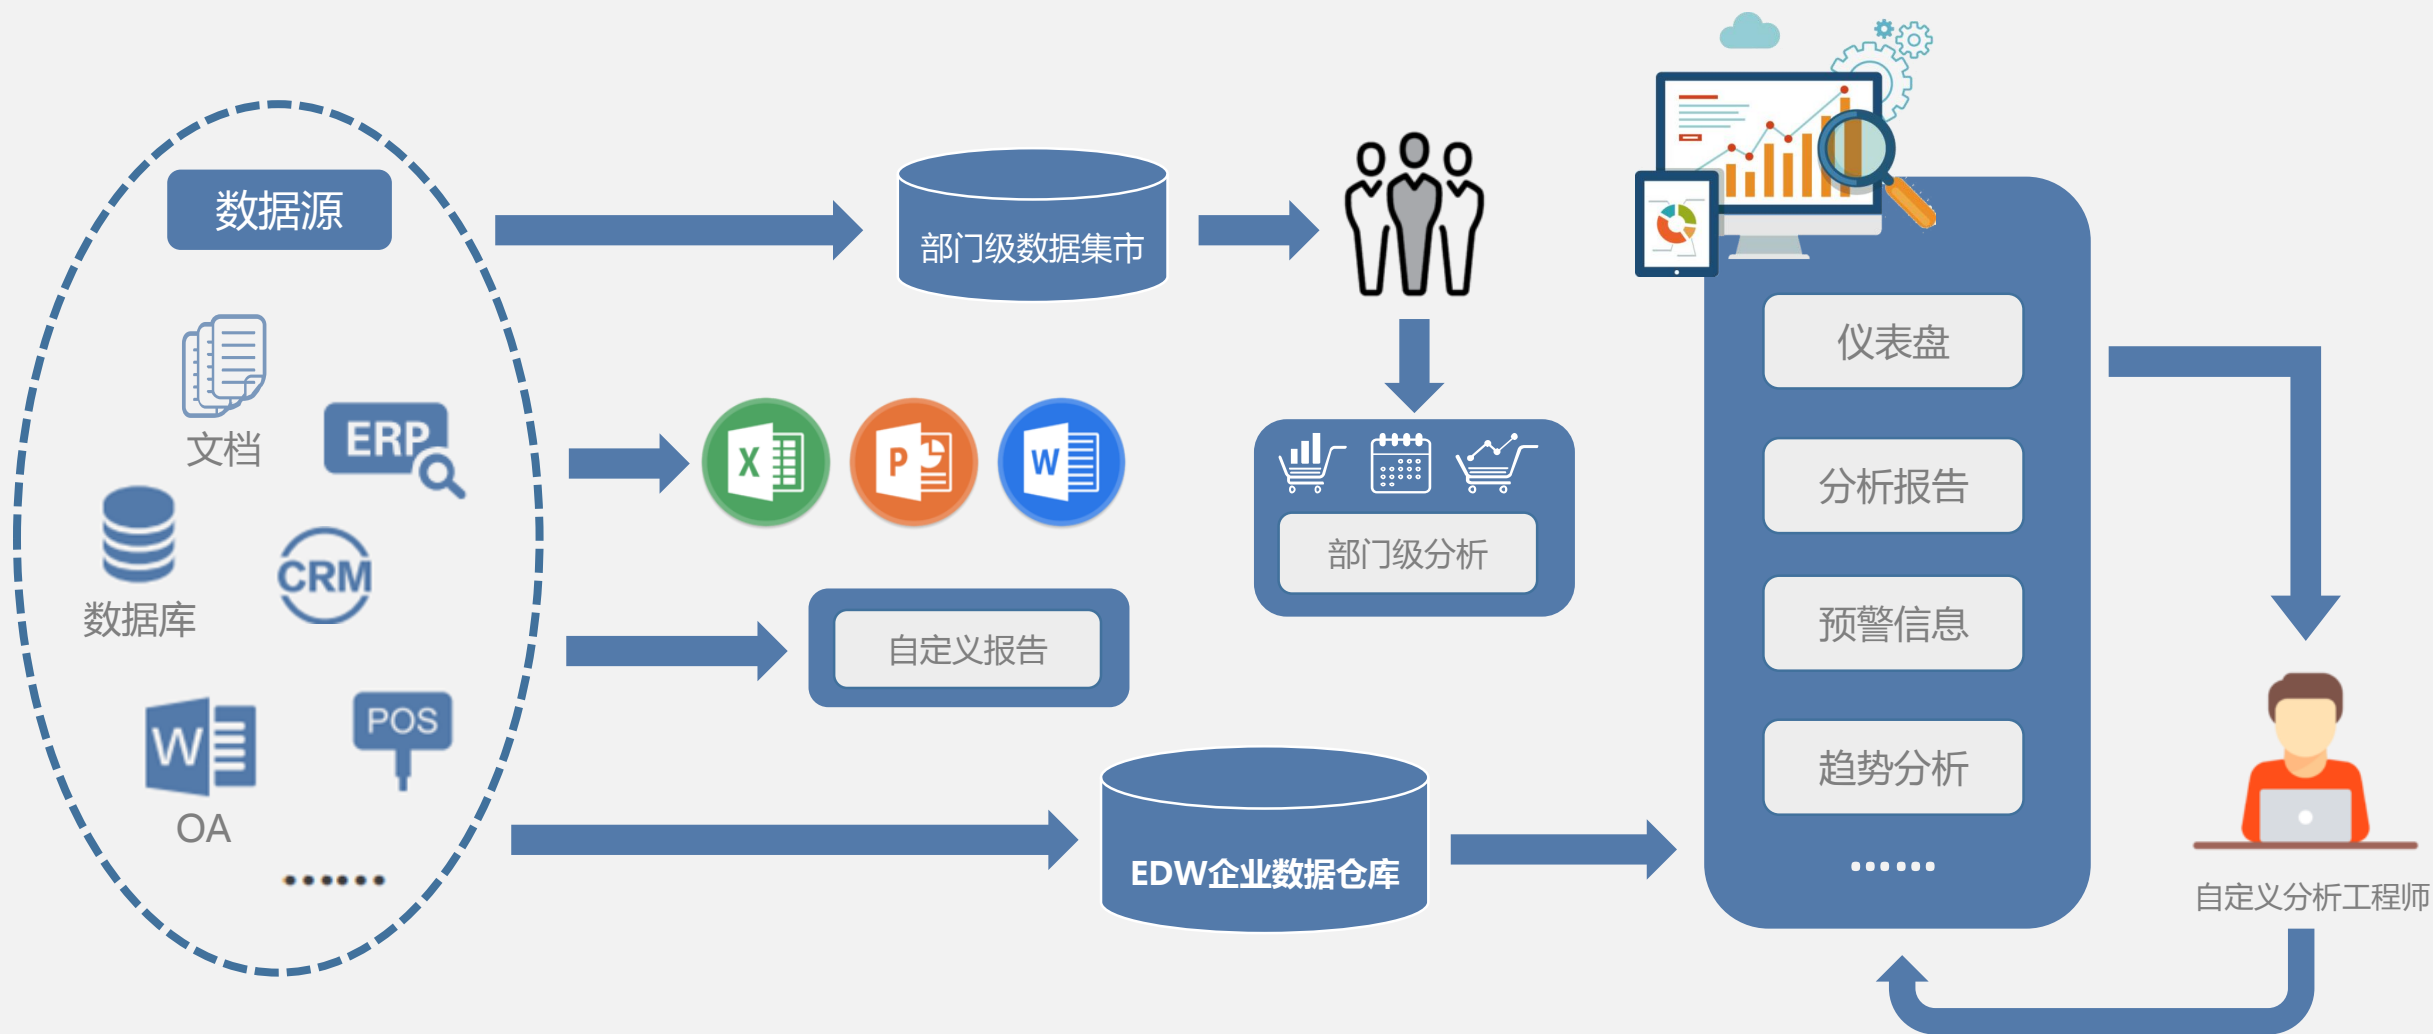 数据源
文档
ERP
数据库
CRM
W
OA
POS
......
部门级数据集市
X
P
W
自定义报告
部门级分析
EDW企业数据仓库
仪表盘
分析报告
预警信息
趋势分析
......
自定义分析工程师